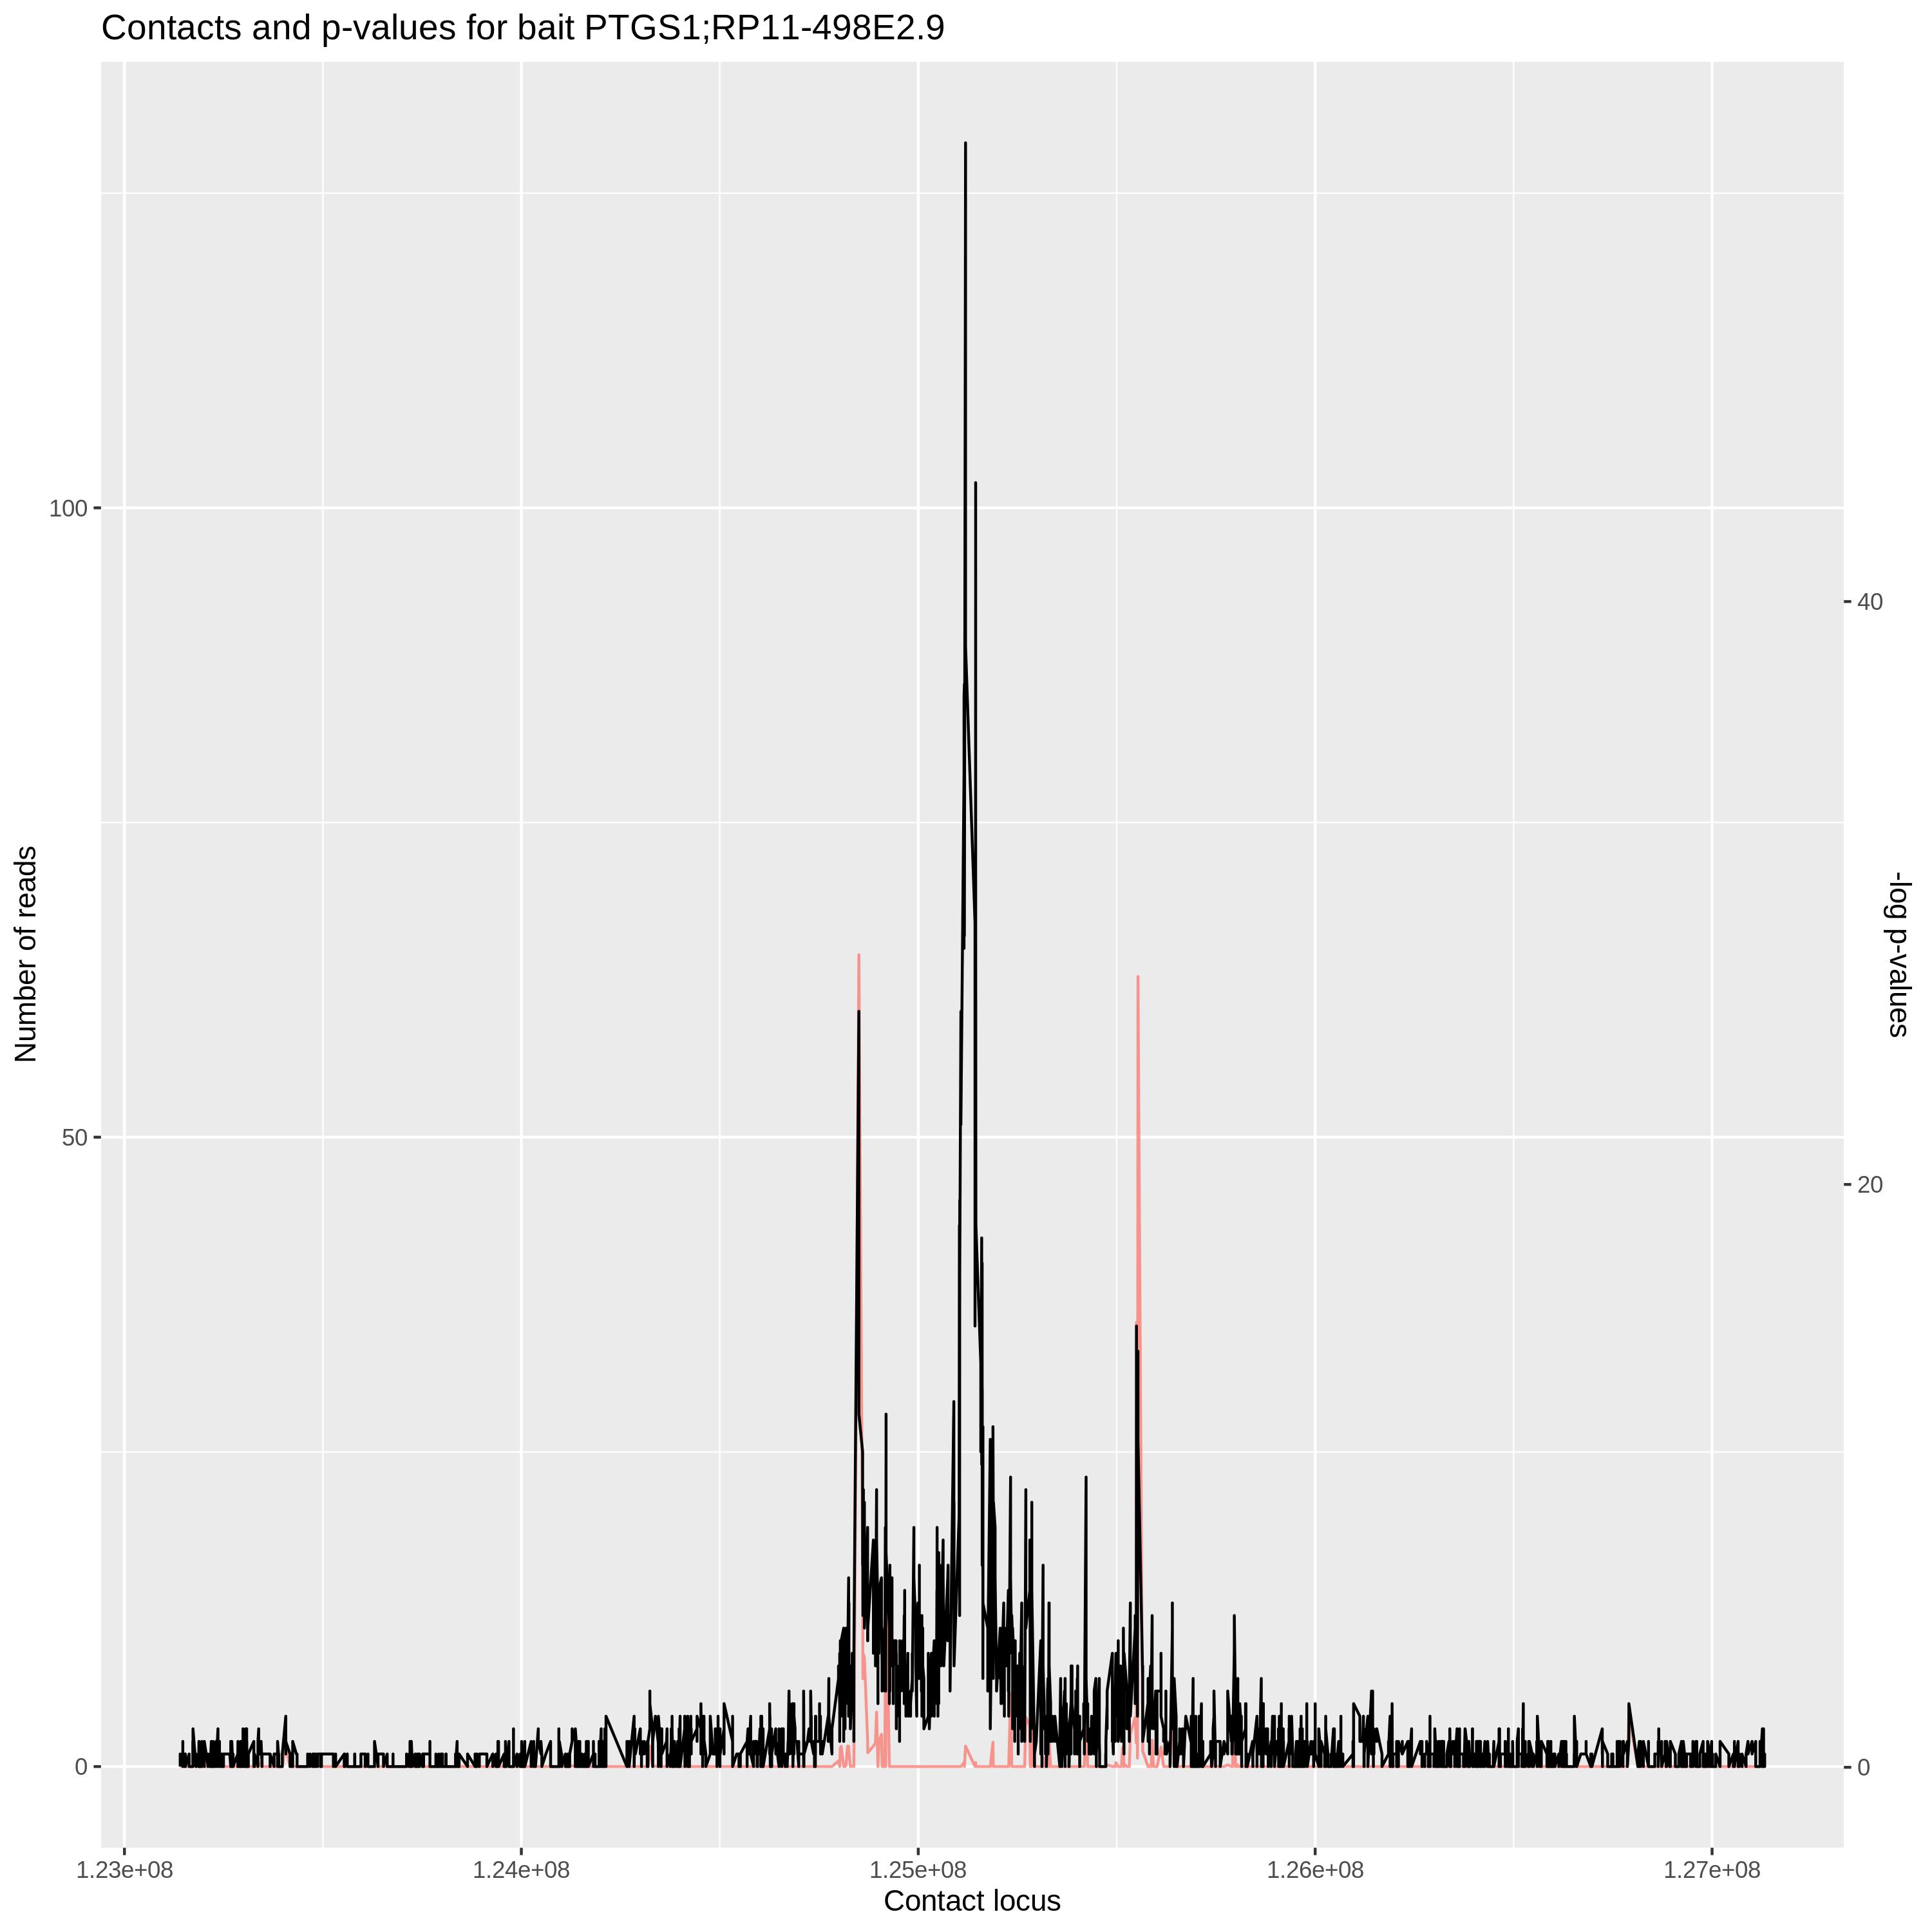 Contacts and p-values for bait PTGS1;RP11-498E2.9
100
50
0
Number of reads
40
20
0
-log p-values
1.23e+08
1.24e+08
1.25e+08
1.26e+08
1.27e+08
Contact locus